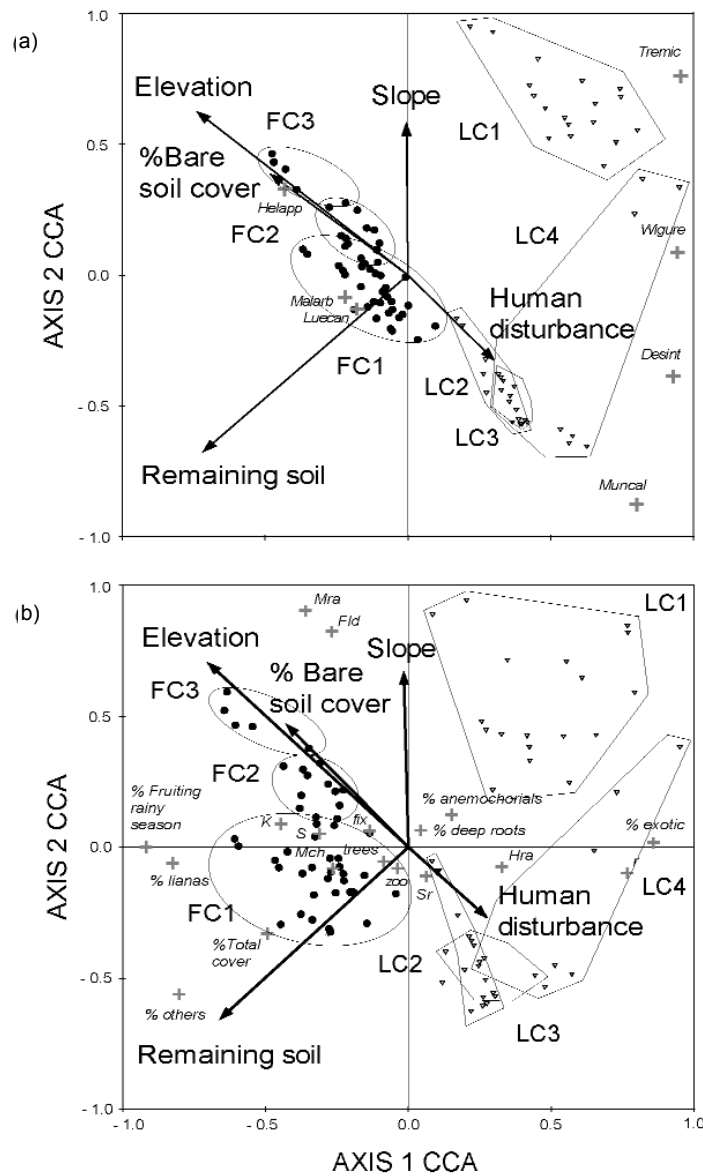 (a)
1.0
Tremic
Elevation
Slope
FC3
LC1
0.5
%Bare
soil cover
Helapp
LC4
FC2
Wigure
AXIS 2 CCA
0.0
Human
disturbance
Malarb
Luecan
Desint
FC1
LC2
- 0.5
LC3
Remaining soil
Muncal
- 1.0
(b)
1.0
Mra
LC1
Fld
Elevation
Slope
% Bare
soil cover
FC3
0.5
FC2
% Fruiting
rainy
season
% anemochorials
K
fix
% deep roots
% exotic
S
AXIS 2 CCA
0.0
Mch
trees
Hra
r
% lianas
zoo
LC4
Sr
FC1
Human
disturbance
%Total
cover
LC2
- 0.5
% others
LC3
Remaining soil
- 1.0
- 1.0
- 0.5
0.0
0.5
1.0
AXIS 1 CCA